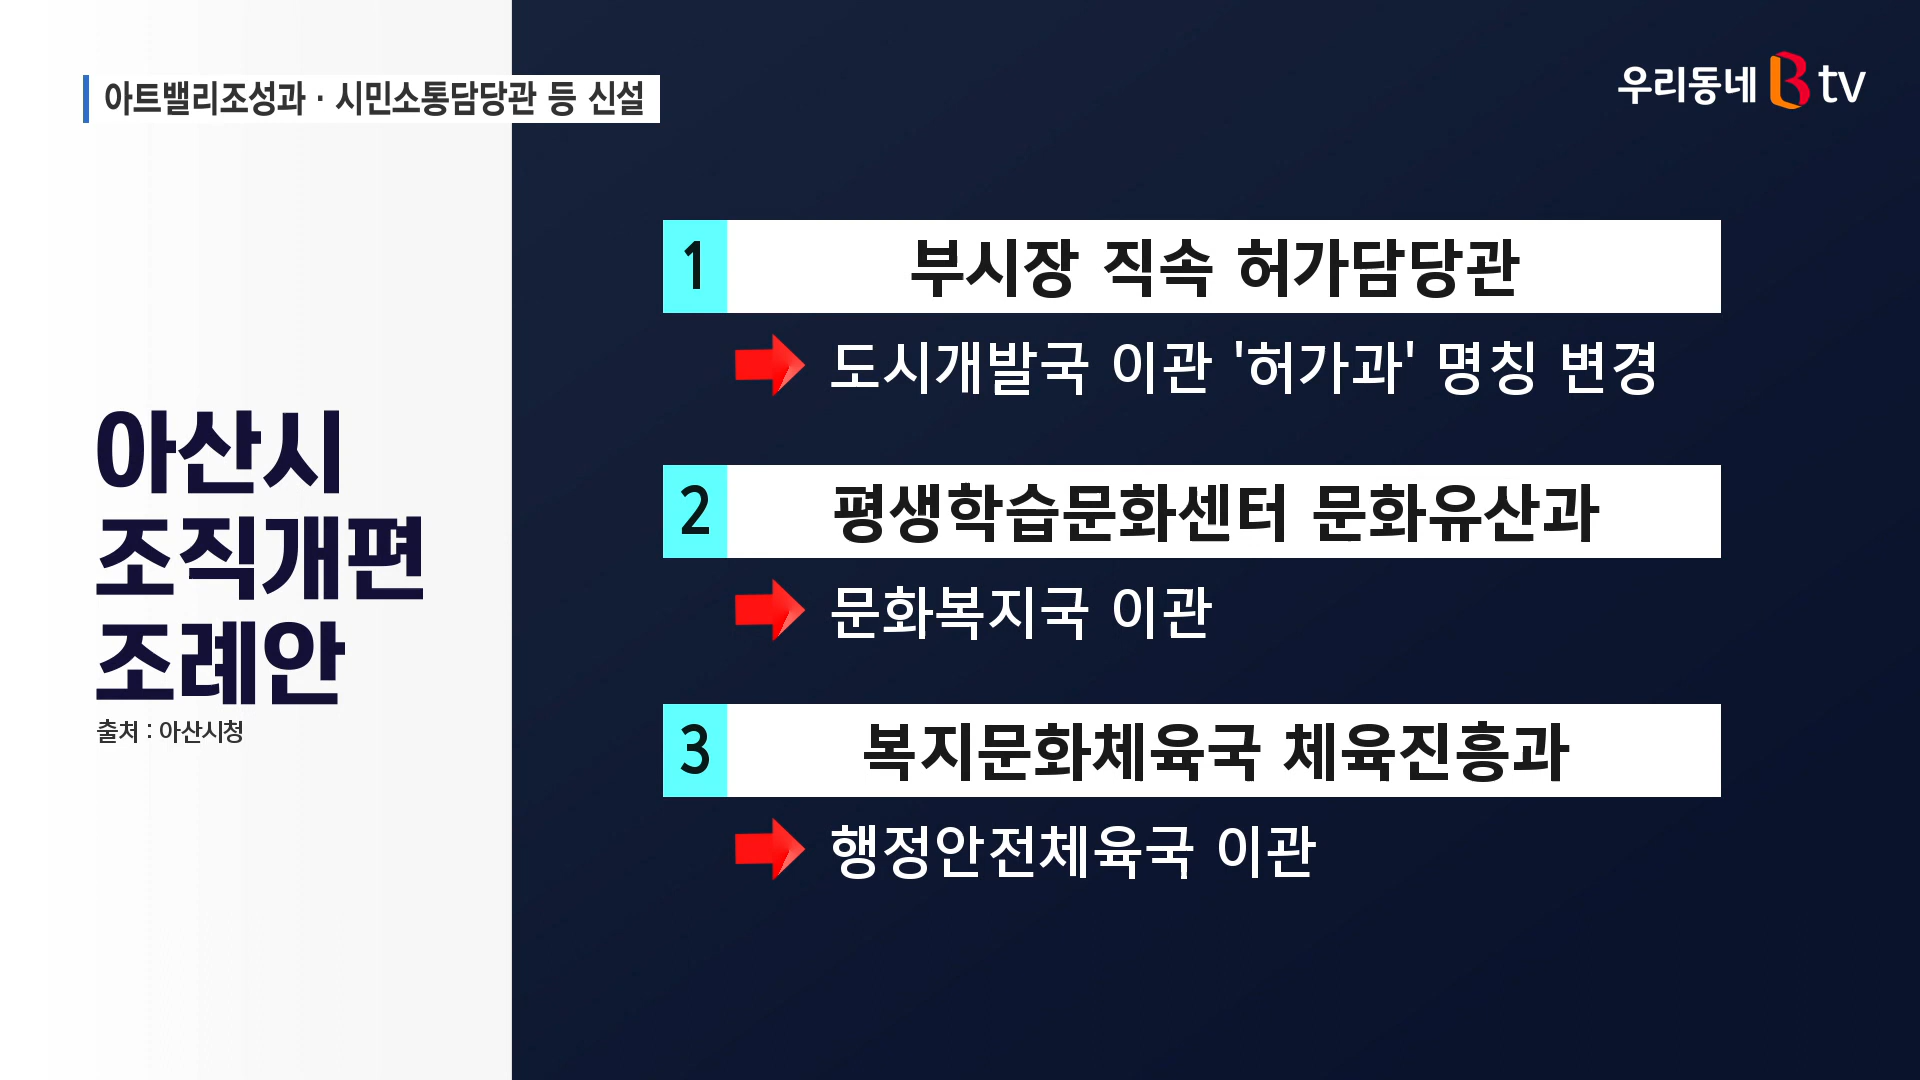 아트밸리조성과 · 시민소통담당관 등 신설
우리동네 B tv
아산시
조직개편
조례안
출처 : 아산시청
1 부시장 직속 허가담당관
도시개발국 이관 '허가과' 명칭 변경
2 평생학습문화센터 문화유산과
문화복지국 이관
3 복지문화체육국 체육진흥과
행정안전체육국 이관